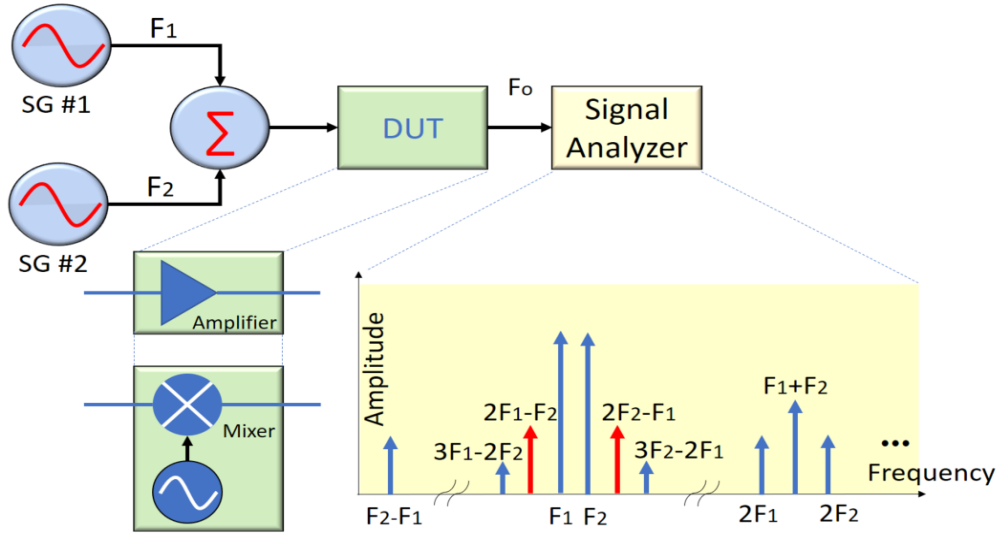 F₁
SG #1
Σ
F₂
SG #2
DUT
Fₒ
Signal
Analyzer
Amplifier
Mixer
Amplitude
3F₁-2F₂
2F₁-F₂
2F₂-F₁
3F₂-2F₁
F₁+F₂
•••
Frequency
F₂-F₁
F₁
F₂
2F₁
2F₂